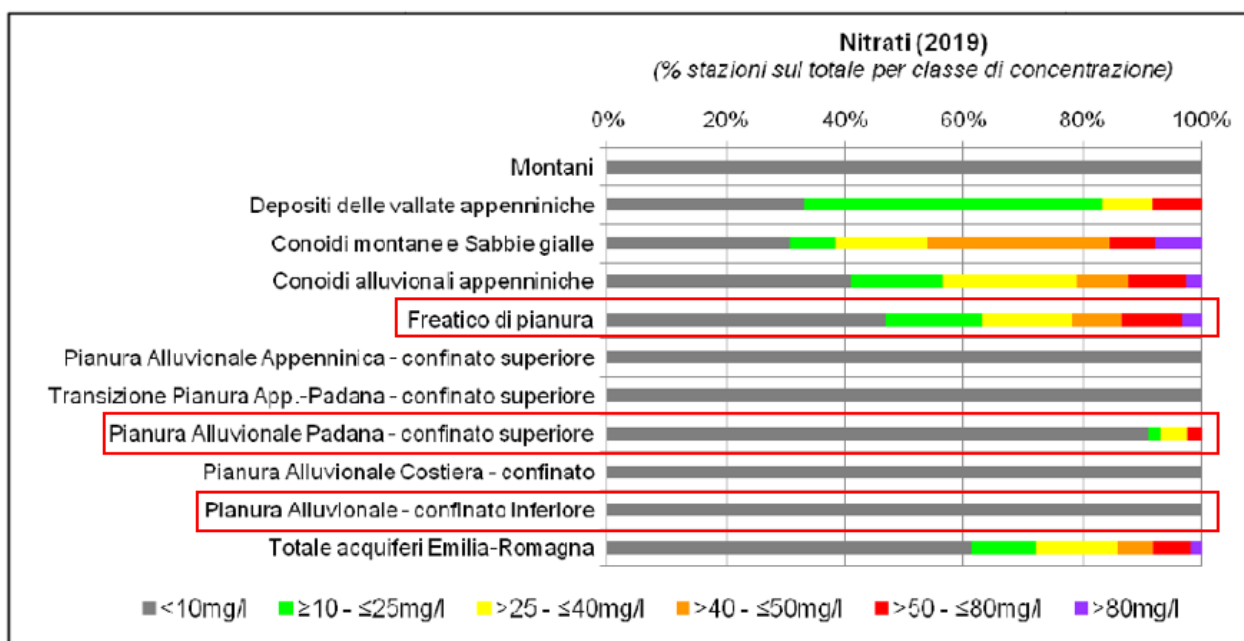 Nitrati (2019)
(% stazioni sul totale per classe di concentrazione)
0% 20% 40% 60% 80% 100%
Montani
Depositi delle vallate appenniniche
Conoidi montane e Sabbie gialle
Conoidi alluvionali appenniniche
Freatico di pianura
Pianura Alluvionale Appenninica - confinato superiore
Transizione Pianura App.-Padana - confinato superiore
Pianura Alluvionale Padana - confinato superiore
Pianura Alluvionale Costiera - confinato
Pianura Alluvionale - confinato inferiore
Totale acquiferi Emilia-Romagna
<10mg/l ≥10 - ≤25mg/l >25 - ≤40mg/l >40 - ≤50mg/l >50 - ≤80mg/l >80mg/l